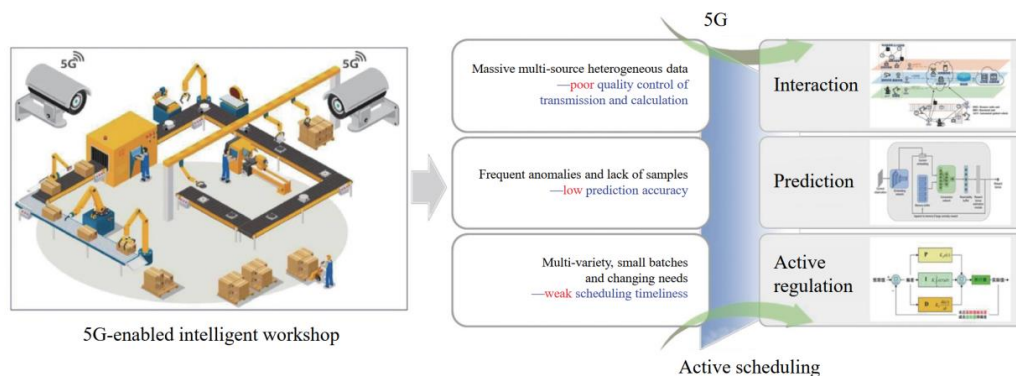 5G
5G
5G
Massive multi-source heterogeneous data
—poor quality control of
transmission and calculation
Interaction
Frequent anomalies and lack of samples
—low prediction accuracy
Prediction
Multi-variety, small batches
and changing needs
—weak scheduling timeliness
Active
regulation
P
I
D
5G-enabled intelligent workshop
Active scheduling